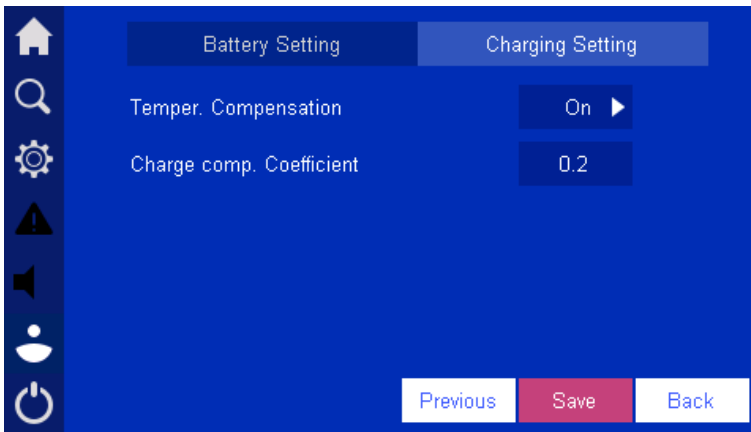 Battery Setting Charging Setting
Temper. Compensation On
Charge comp. Coefficient 0.2
Previous Save Back